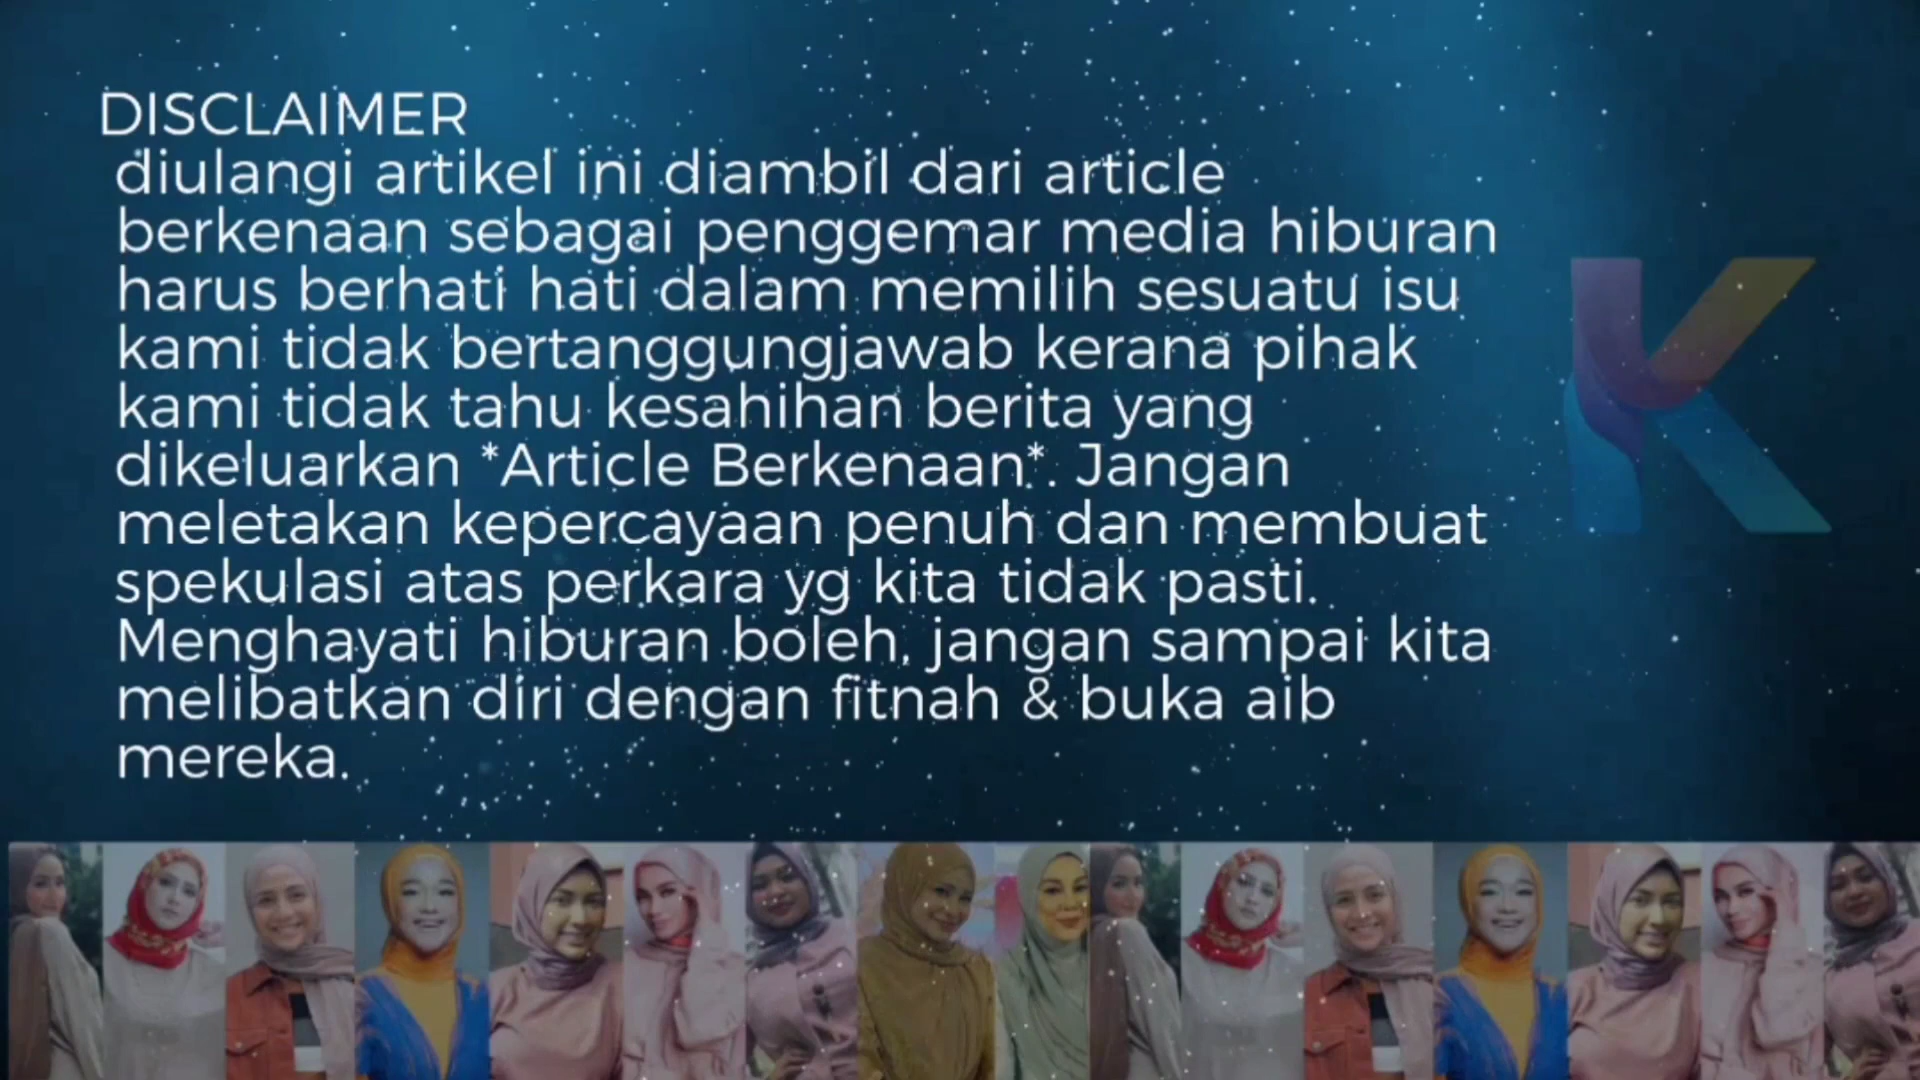 DISCLAIMER
diulangi artikel ini diambil dari article
berkenaan sebagai penggemar media hiburan
harus berhati hati dalam memilih sesuatu isu
kami tidak bertanggungjawab kerana pihak
kami tidak tahu kesahihan berita yang
dikeluarkan *Article Berkenaan*. Jangan
meletakan kepercayaan penuh dan membuat
spekulasi atas perkara yg kita tidak pasti.
Menghayati hiburan boleh, jangan sampai kita
melibatkan diri dengan fitnah & buka aib
mereka.
K